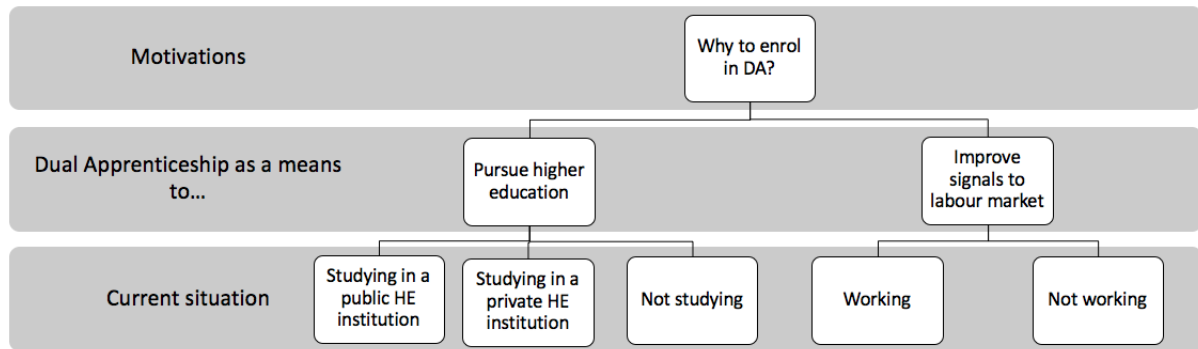 Motivations
Why to enrol
in DA?
Dual Apprenticeship as a means
to…
Pursue higher
education
Improve
signals to
labour market
Current situation
Studying in a
public HE
institution
Studying in a
private HE
institution
Not studying
Working
Not working